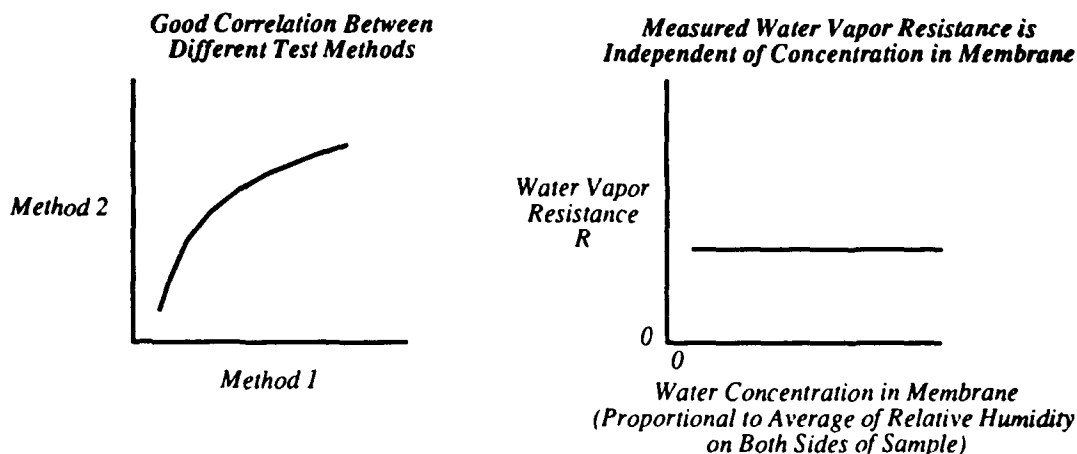 Good Correlation Between
Different Test Methods
Method 2
Method 1
Measured Water Vapor Resistance is
Independent of Concentration in Membrane
Water Vapor
Resistance
R
0
0
Water Concentration in Membrane
(Proportional to Average of Relative Humidity
on Both Sides of Sample)